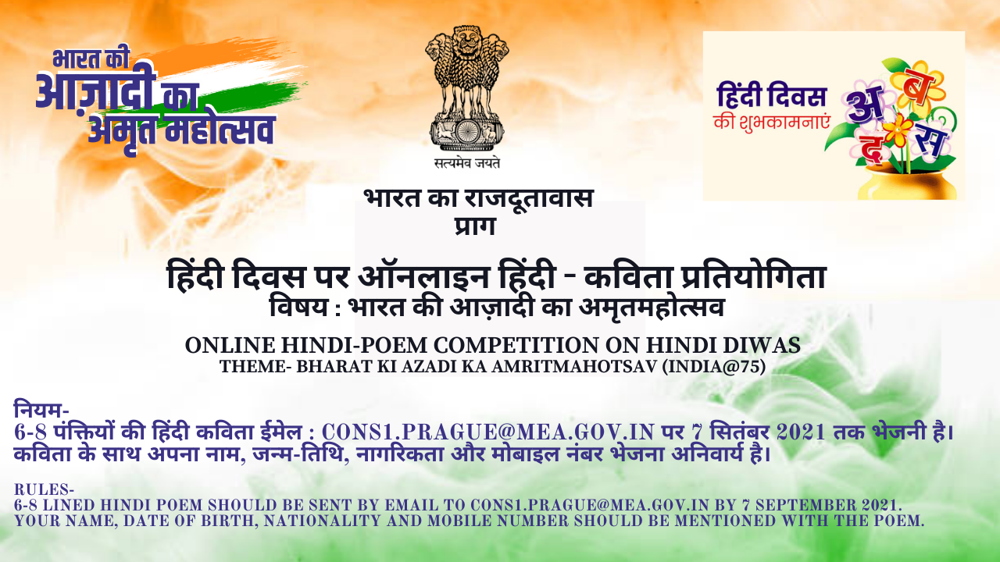 भारत की
आज़ादी का
अमृत महोत्सव
सत्यमेव जयते
हिंदी दिवस
की शुभकामनाएं
अ ब
द स
भारत का राजदूतावास
प्राग
हिंदी दिवस पर ऑनलाइन हिंदी - कविता प्रतियोगिता
विषय : भारत की आज़ादी का अमृतमहोत्सव
ONLINE HINDI-POEM COMPETITION ON HINDI DIWAS
THEME- BHARAT KI AZADI KA AMRITMAHOTSAV (INDIA@75)
नियम-
6-8 पंक्तियों की हिंदी कविता ईमेल : CONS1.PRAGUE@MEA.GOV.IN पर 7 सितंबर 2021 तक भेजनी है।
कविता के साथ अपना नाम, जन्म-तिथि, नागरिकता और मोबाइल नंबर भेजना अनिवार्य है।
RULES-
6-8 LINED HINDI POEM SHOULD BE SENT BY EMAIL TO CONS1.PRAGUE@MEA.GOV.IN BY 7 SEPTEMBER 2021.
YOUR NAME, DATE OF BIRTH, NATIONALITY AND MOBILE NUMBER SHOULD BE MENTIONED WITH THE POEM.